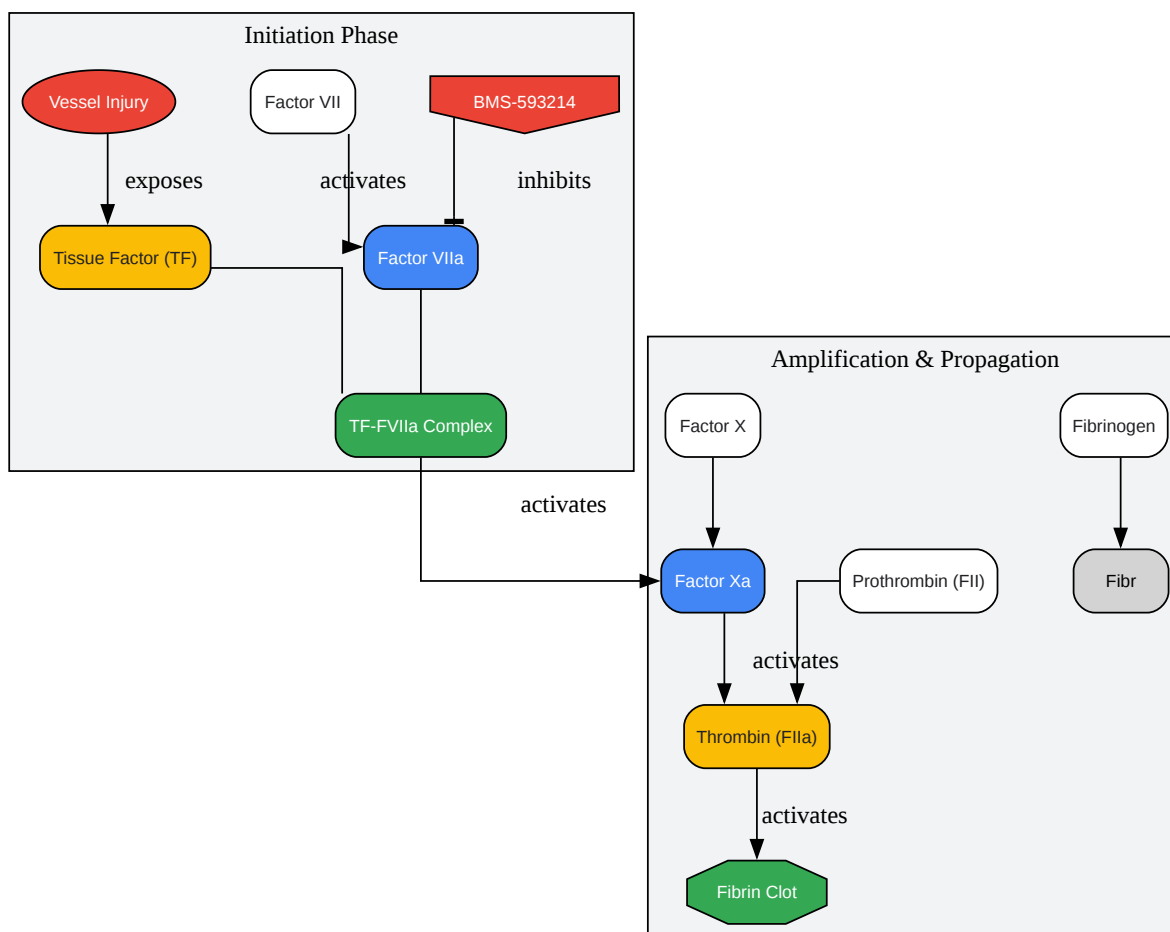 Initiation Phase
Vessel Injury
Factor VII
BMS-593214
exposes
activates
inhibits
Tissue Factor (TF)
Factor VIIa
TF-FVIIa Complex
activates
Amplification & Propagation
Factor X
Fibrinogen
Factor Xa
Prothrombin (FII)
Fibr
activates
Thrombin (FIIa)
activates
Fibrin Clot